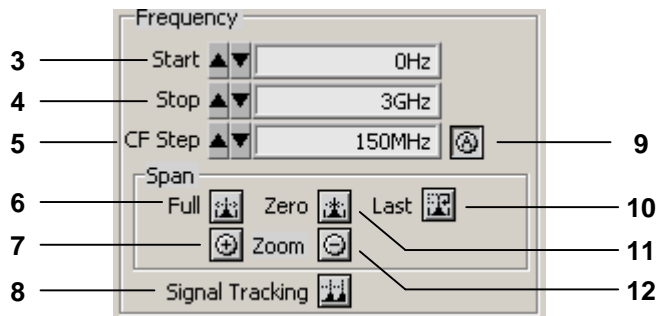 Frequency
3 Start 0Hz
4 Stop 3GHz
5 CF Step 150MHz A 9
Span
6 Full Zero Last 10
11
7 Zoom
12
8 Signal Tracking